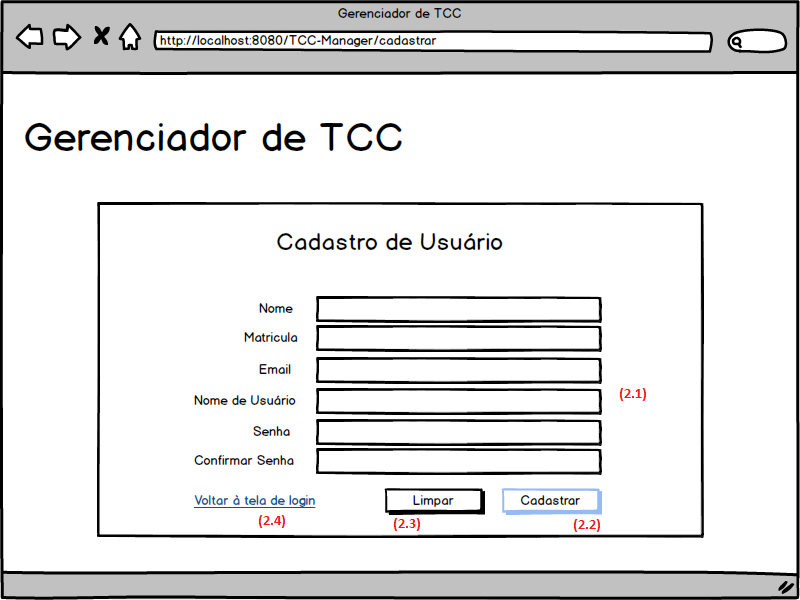 Gerenciador de TCC
http://localhost:8080/TCC-Manager/cadastrar
Gerenciador de TCC
Cadastro de Usuário
Nome
Matricula
Email
Nome de Usuário
(2.1)
Senha
Confirmar Senha
Voltar à tela de login
Limpar
Cadastrar
(2.4)
(2.3)
(2.2)